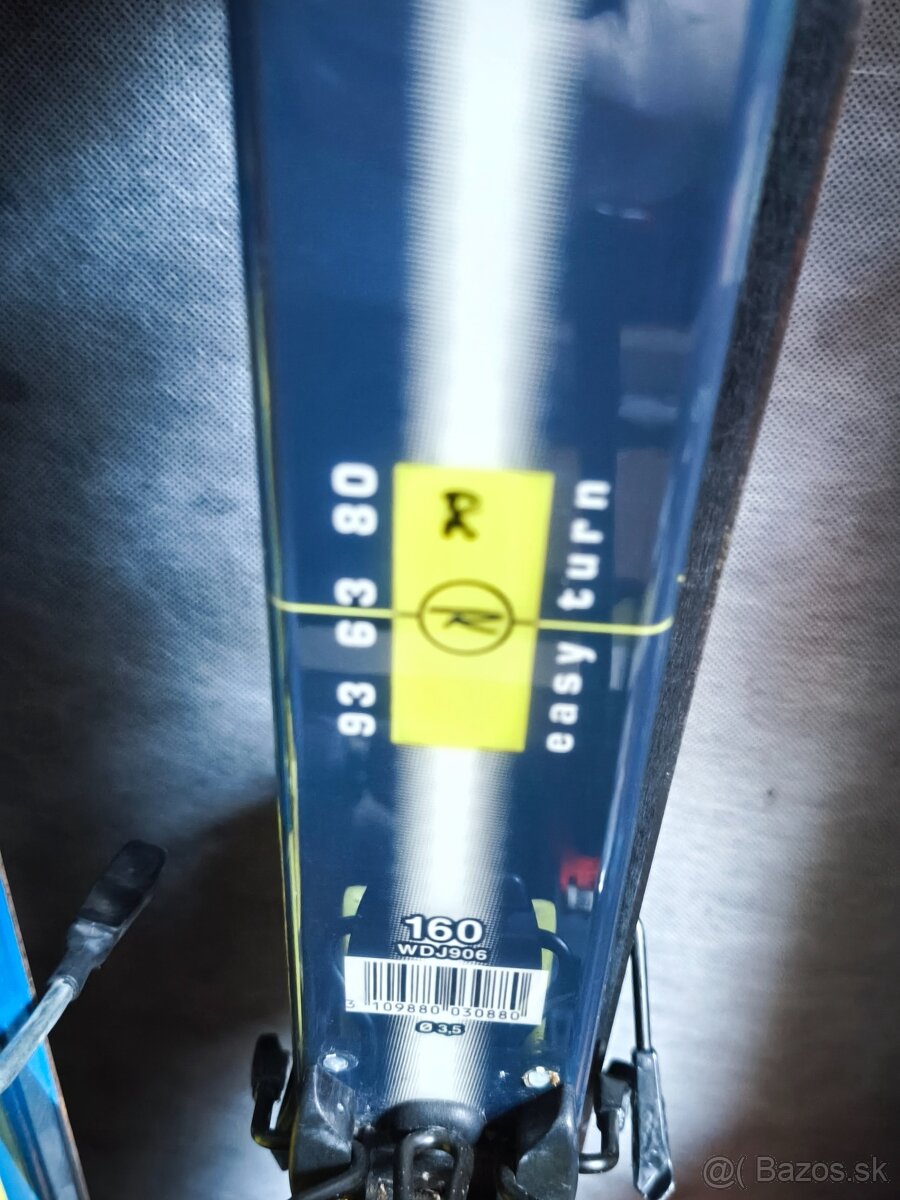 93 63 80
R
easy turn
160
WDJ906
3 109880 030880
Ø 3,5
@( Bazos.sk